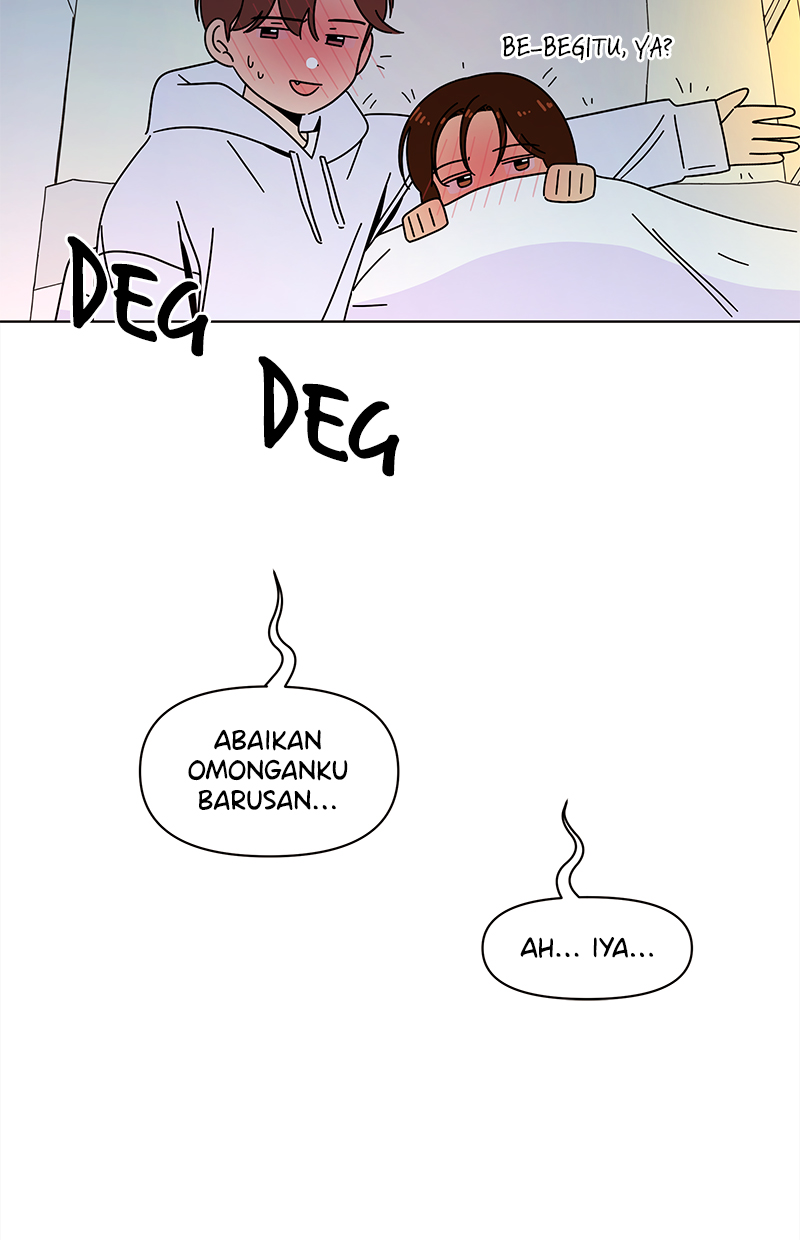 BE-BEGITU, YA?
DEG
DEG
ABAIKAN
OMONGANKU
BARUSAN...
AH... IYA...